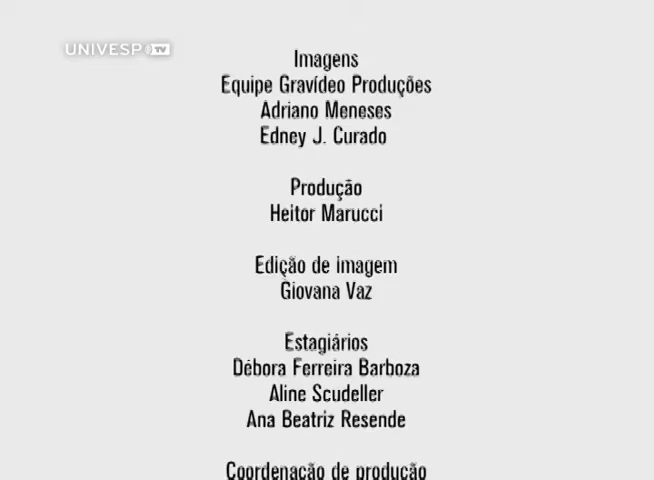 UNIVESP TV
Imagens
Equipe Gravídeo Produções
Adriano Meneses
Edney J. Curado
Produção
Heitor Marucci
Edição de imagem
Giovana Vaz
Estagiários
Débora Ferreira Barboza
Aline Scudeller
Ana Beatriz Resende
Coordenação de produção